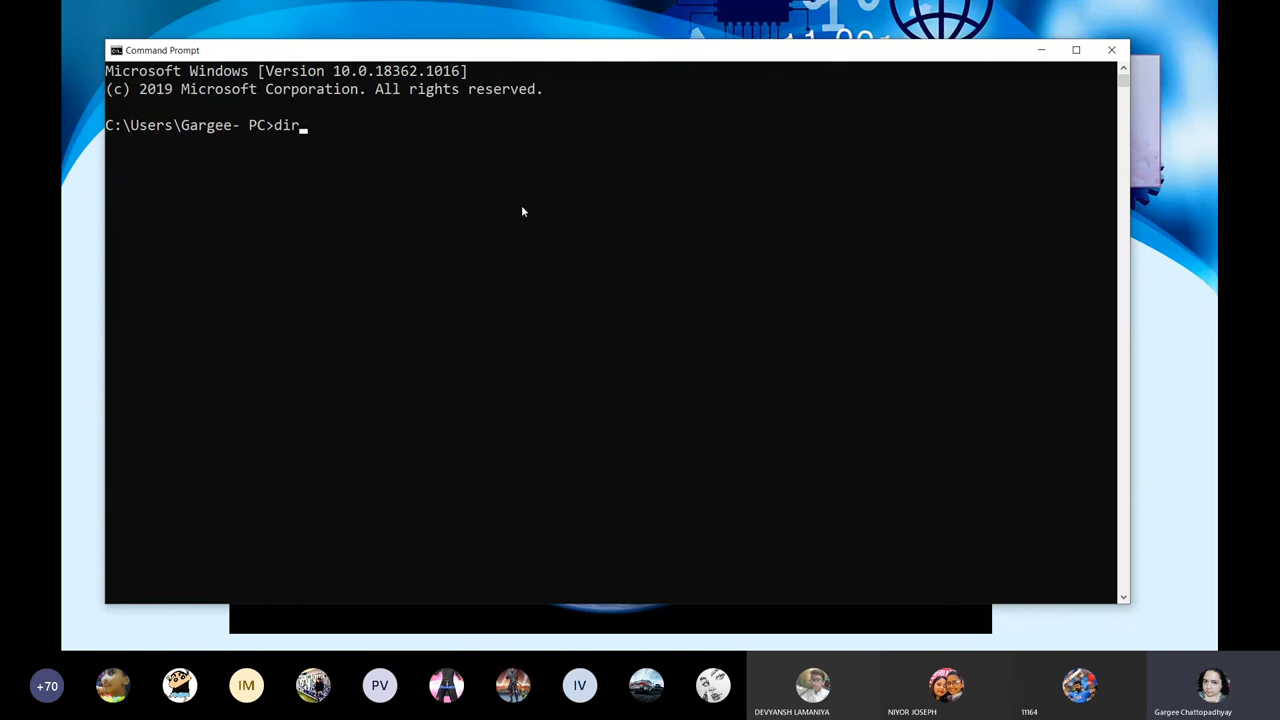 Command Prompt
Microsoft Windows [Version 10.0.18362.1016]
(c) 2019 Microsoft Corporation. All rights reserved.
C:\Users\Gargee- PC>dir_
+70
IM
PV
IV
DEVYANSH LAMANIYA
NIYOR JOSEPH
11164
Gargee Chattopadhyay